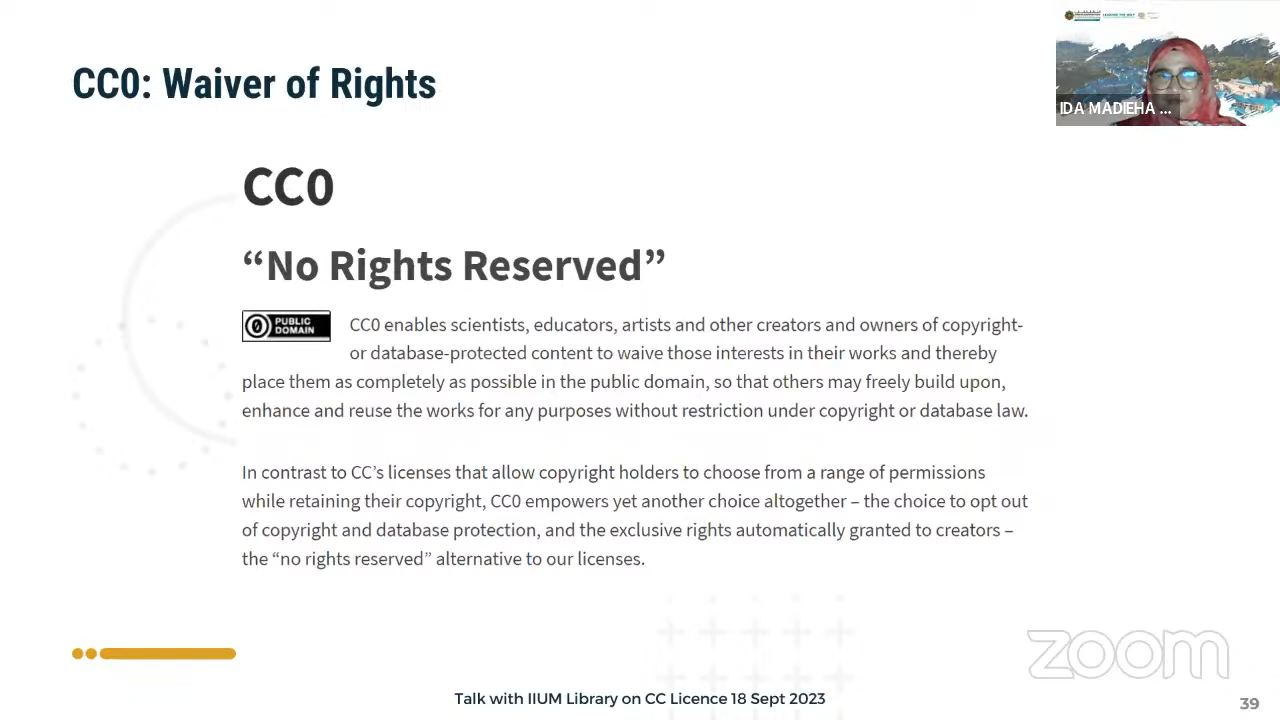 CC0: Waiver of Rights
LEADING THE WAY
IDA MADIEHA ...
CC0
“No Rights Reserved”
PUBLIC
DOMAIN
CC0 enables scientists, educators, artists and other creators and owners of copyright-
or database-protected content to waive those interests in their works and thereby
place them as completely as possible in the public domain, so that others may freely build upon,
enhance and reuse the works for any purposes without restriction under copyright or database law.
In contrast to CC’s licenses that allow copyright holders to choose from a range of permissions
while retaining their copyright, CC0 empowers yet another choice altogether – the choice to opt out
of copyright and database protection, and the exclusive rights automatically granted to creators –
the “no rights reserved” alternative to our licenses.
zoom
Talk with IIUM Library on CC Licence 18 Sept 2023
39